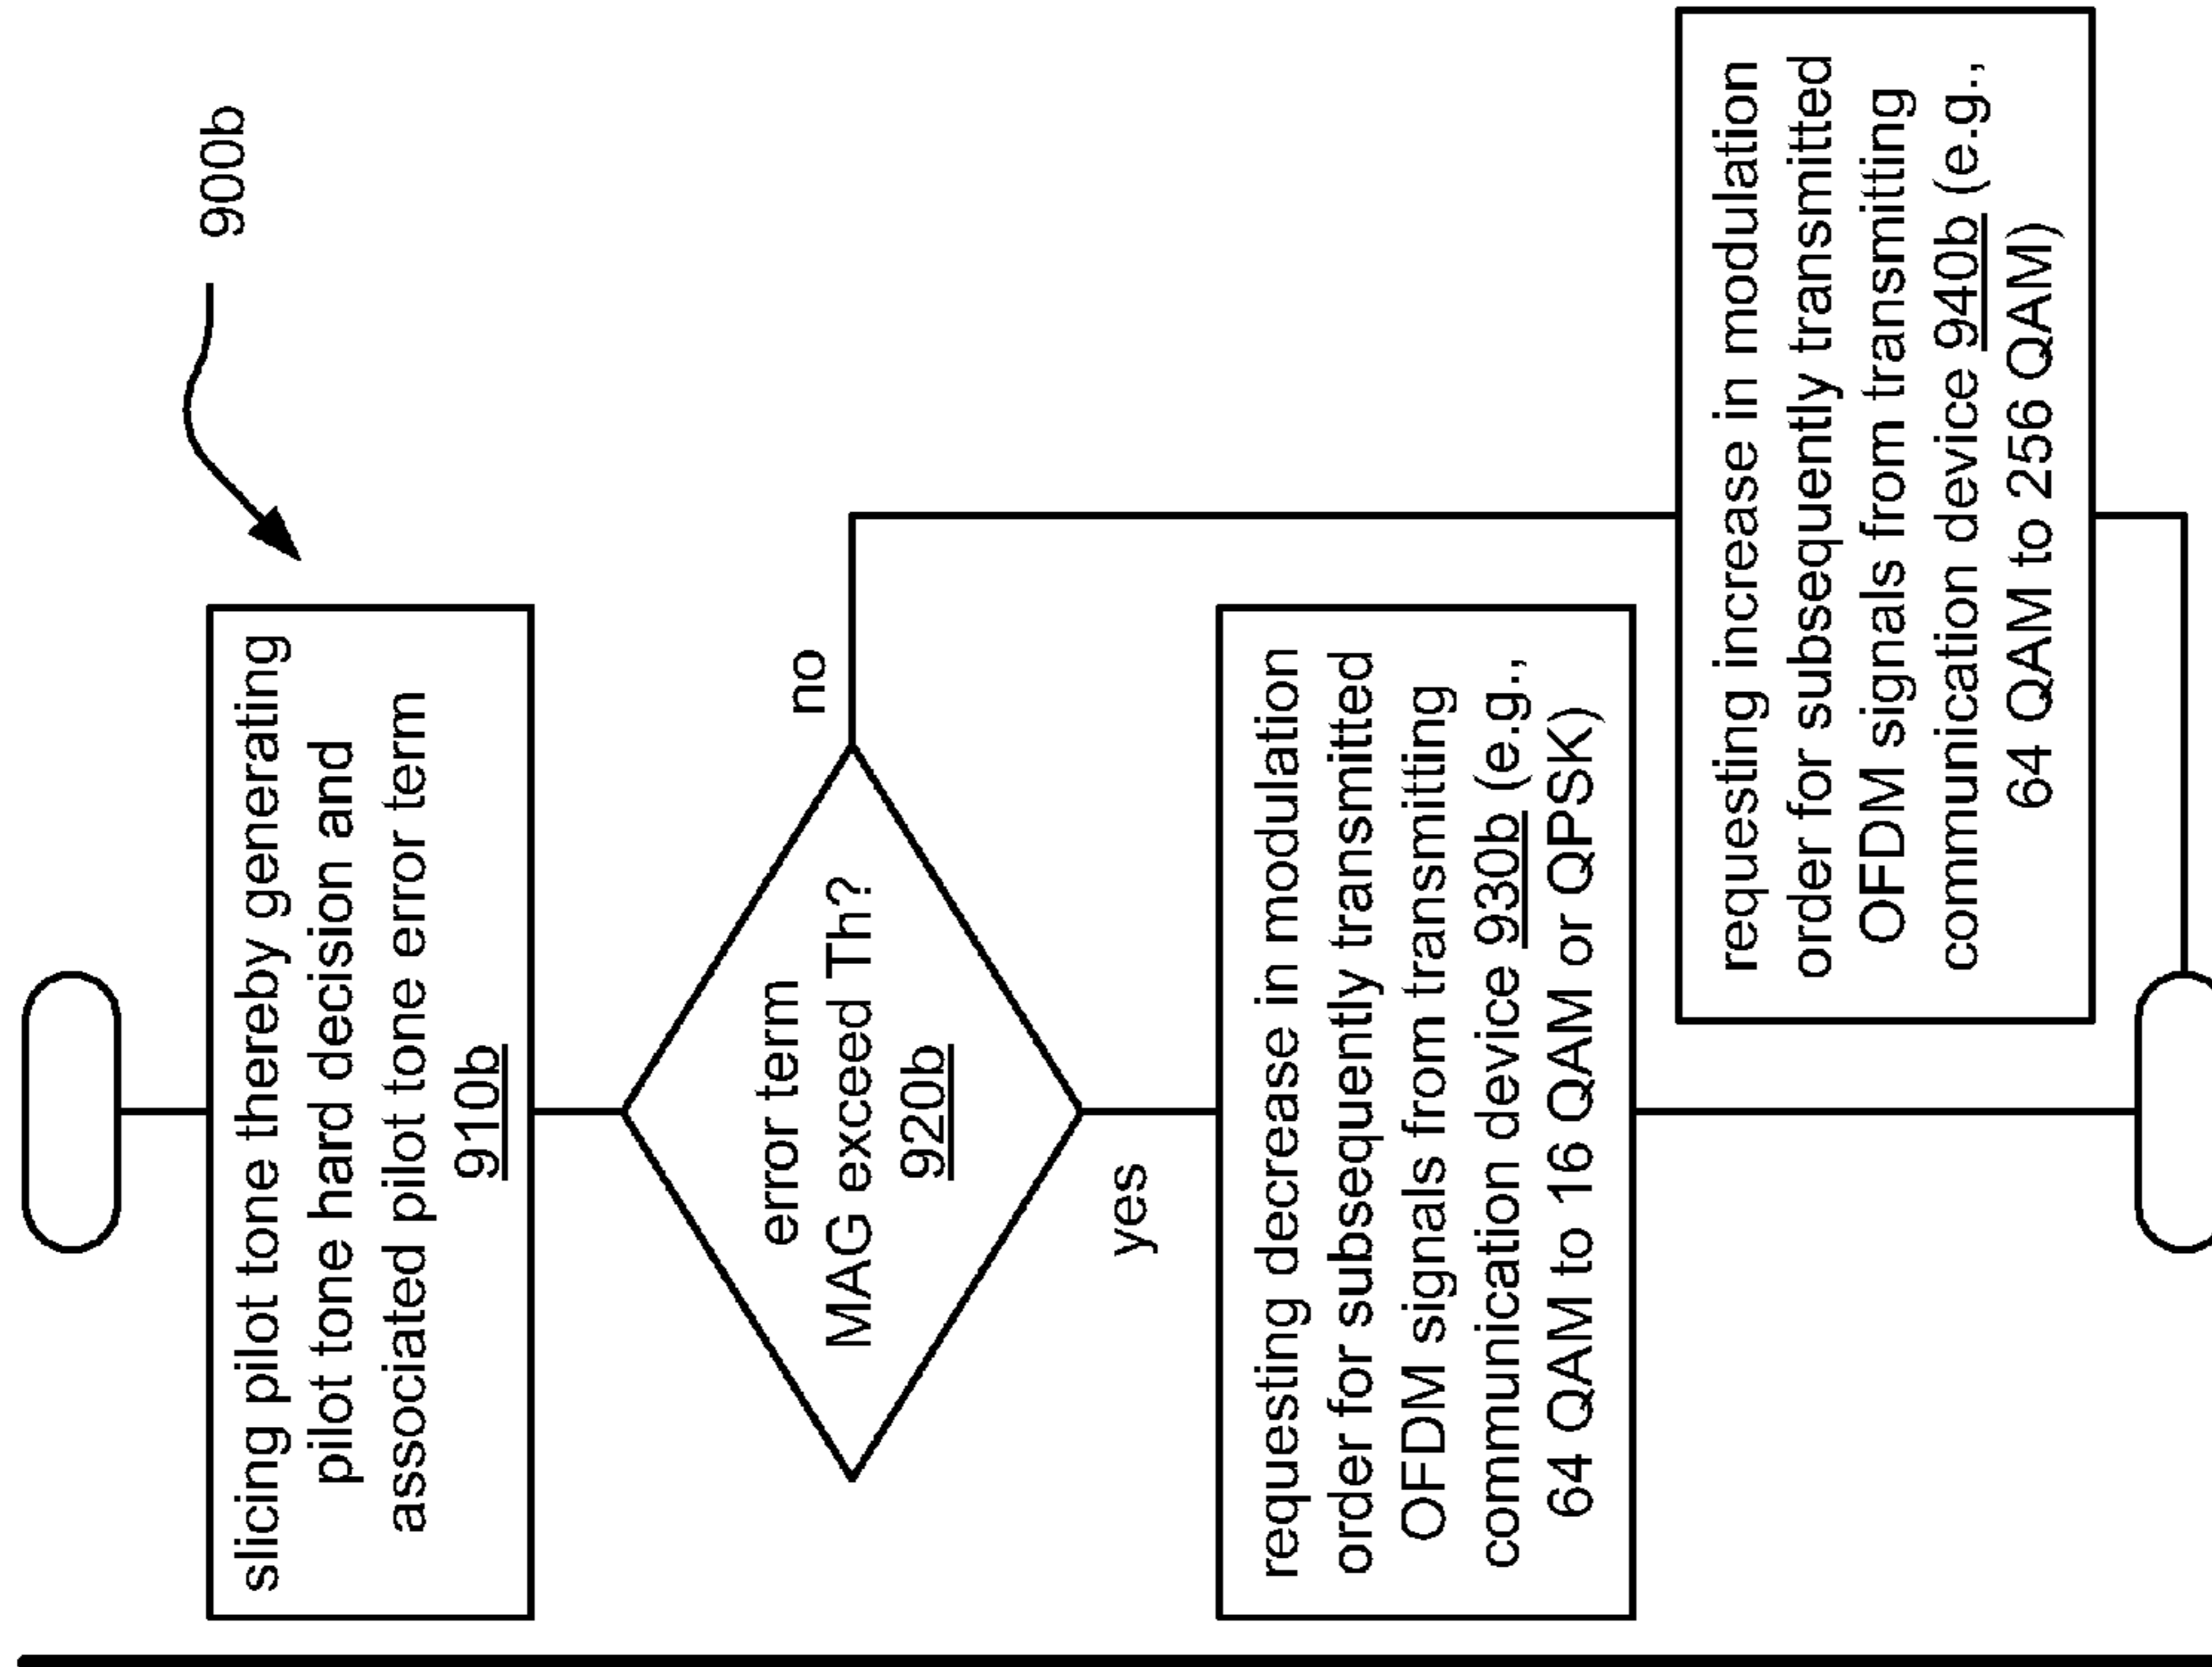 900b
slicing pilot tone thereby generating
pilot tone hard decision and
associated pilot tone error term
910b
error term
MAG exceed Th?
920b
no
yes
requesting decrease in modulation
order for subsequently transmitted
OFDM signals from transmitting
communication device 930b (e.g.,
64 QAM to 16 QAM or QPSK)
requesting increase in modulation
order for subsequently transmitted
OFDM signals from transmitting
communication device 940b (e.g.,
64 QAM to 256 QAM)